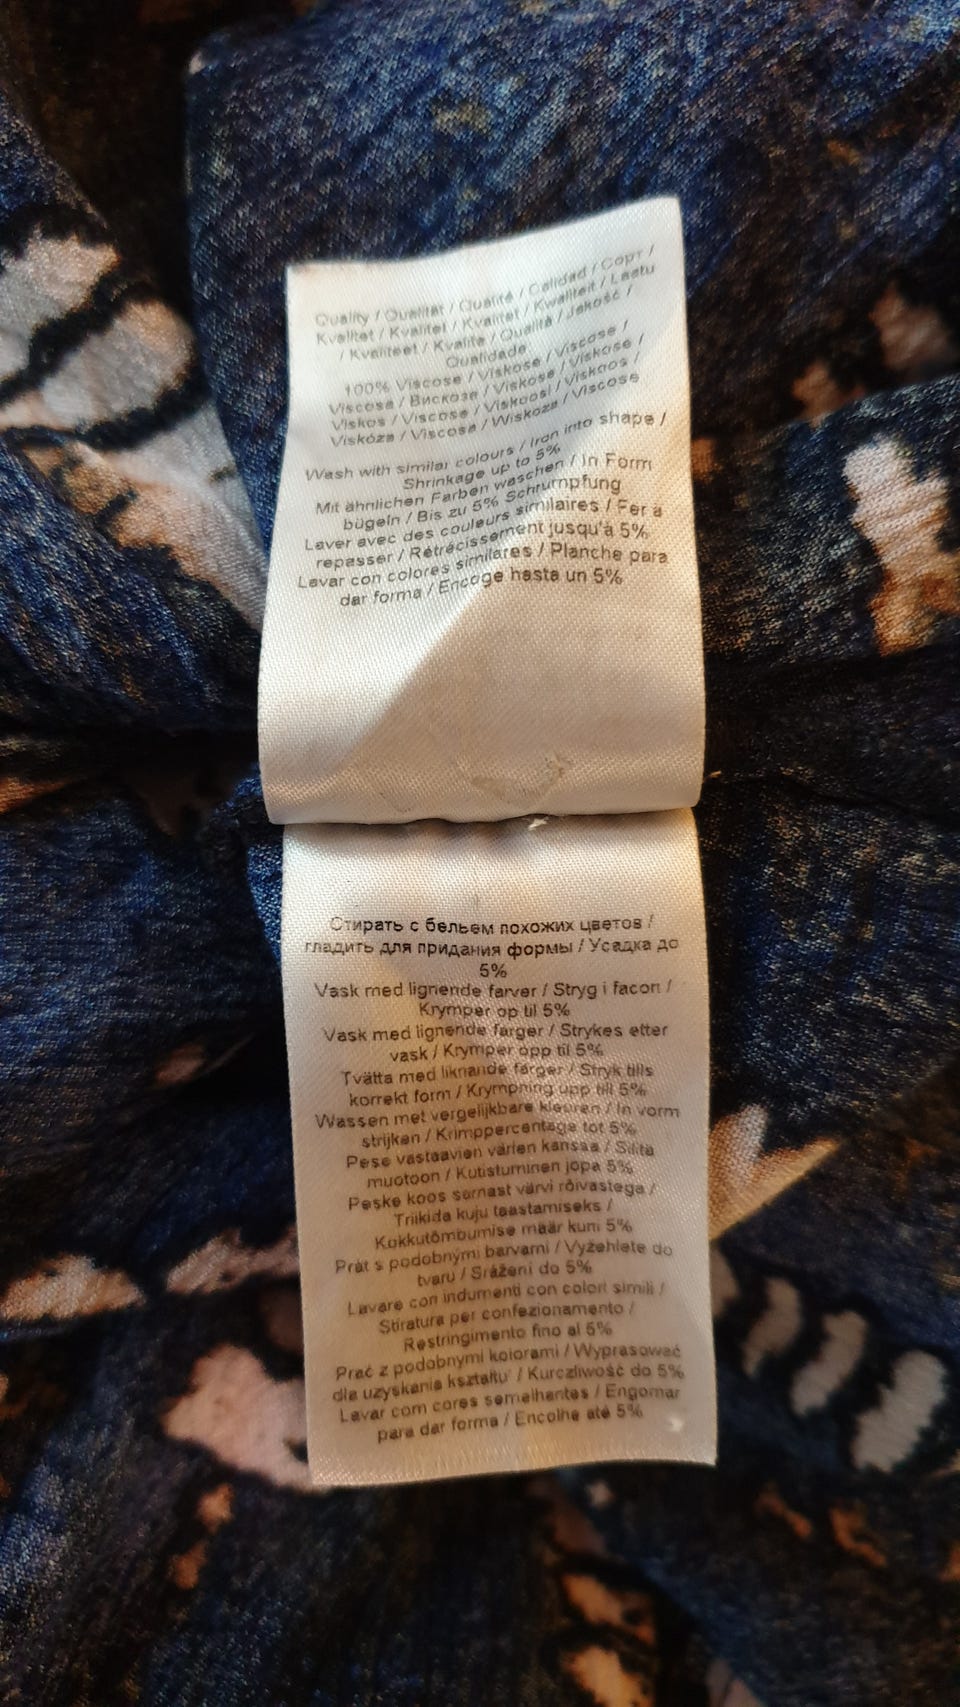 Quality / Qualität / Qualité / Calidad / Сорт /
Kvalitet / Kvalitet / Kvalitet / Kwaliteit / Laatu
/ Kvaliteet / Kvalita / Qualità / Jakość /
Qualidade
100% Viscose / Viskose / Viscose /
Viscosa / Вискоза / Viskose / Viskose /
Viskos / Viscose / Viskoosi / Viskoos /
Viskóza / Viscose / Wiskoza / Viscose
Wash with similar colours / Iron into shape /
Shrinkage up to 5%
Mit ähnlichen Farben waschen / In Form
bügeln / Bis zu 5% Schrumpfung
Laver avec des couleurs similaires / Fer à
repasser / Rétrécissement jusqu'à 5%
Lavar con colores similares / Planche para
dar forma / Encoge hasta un 5%
Стирать с бельем похожих цветов /
гладить для придания формы / Усадка до
5%
Vask med lignende farver / Stryg i facon /
Krymper op til 5%
Vask med lignende farger / Strykes etter
vask / Krymper opp til 5%
Tvätta med liknande färger / Stryk tills
korrekt form / Krympning upp till 5%
Wassen met vergelijkbare kleuren / In vorm
strijken / Krimppercentage tot 5%
Pese vastaavien värien kanssa / Silitä
muotoon / Kutistuminen jopa 5%
Peske koos sarnast värvi rõivastega /
Triikida kuju taastamiseks /
Kokkutõmbumise määr kuni 5%
Prát s podobnými barvami / Vyžehlete do
tvaru / Srážení do 5%
Lavare con indumenti con colori simili /
Stiratura per confezionamento /
Restringimento fino al 5%
Prać z podobnymi kolorami / Wyprasować
dla uzyskania kształtu / Kurczliwość do 5%
Lavar com cores semelhantes / Engomar
para dar forma / Encolhe até 5%